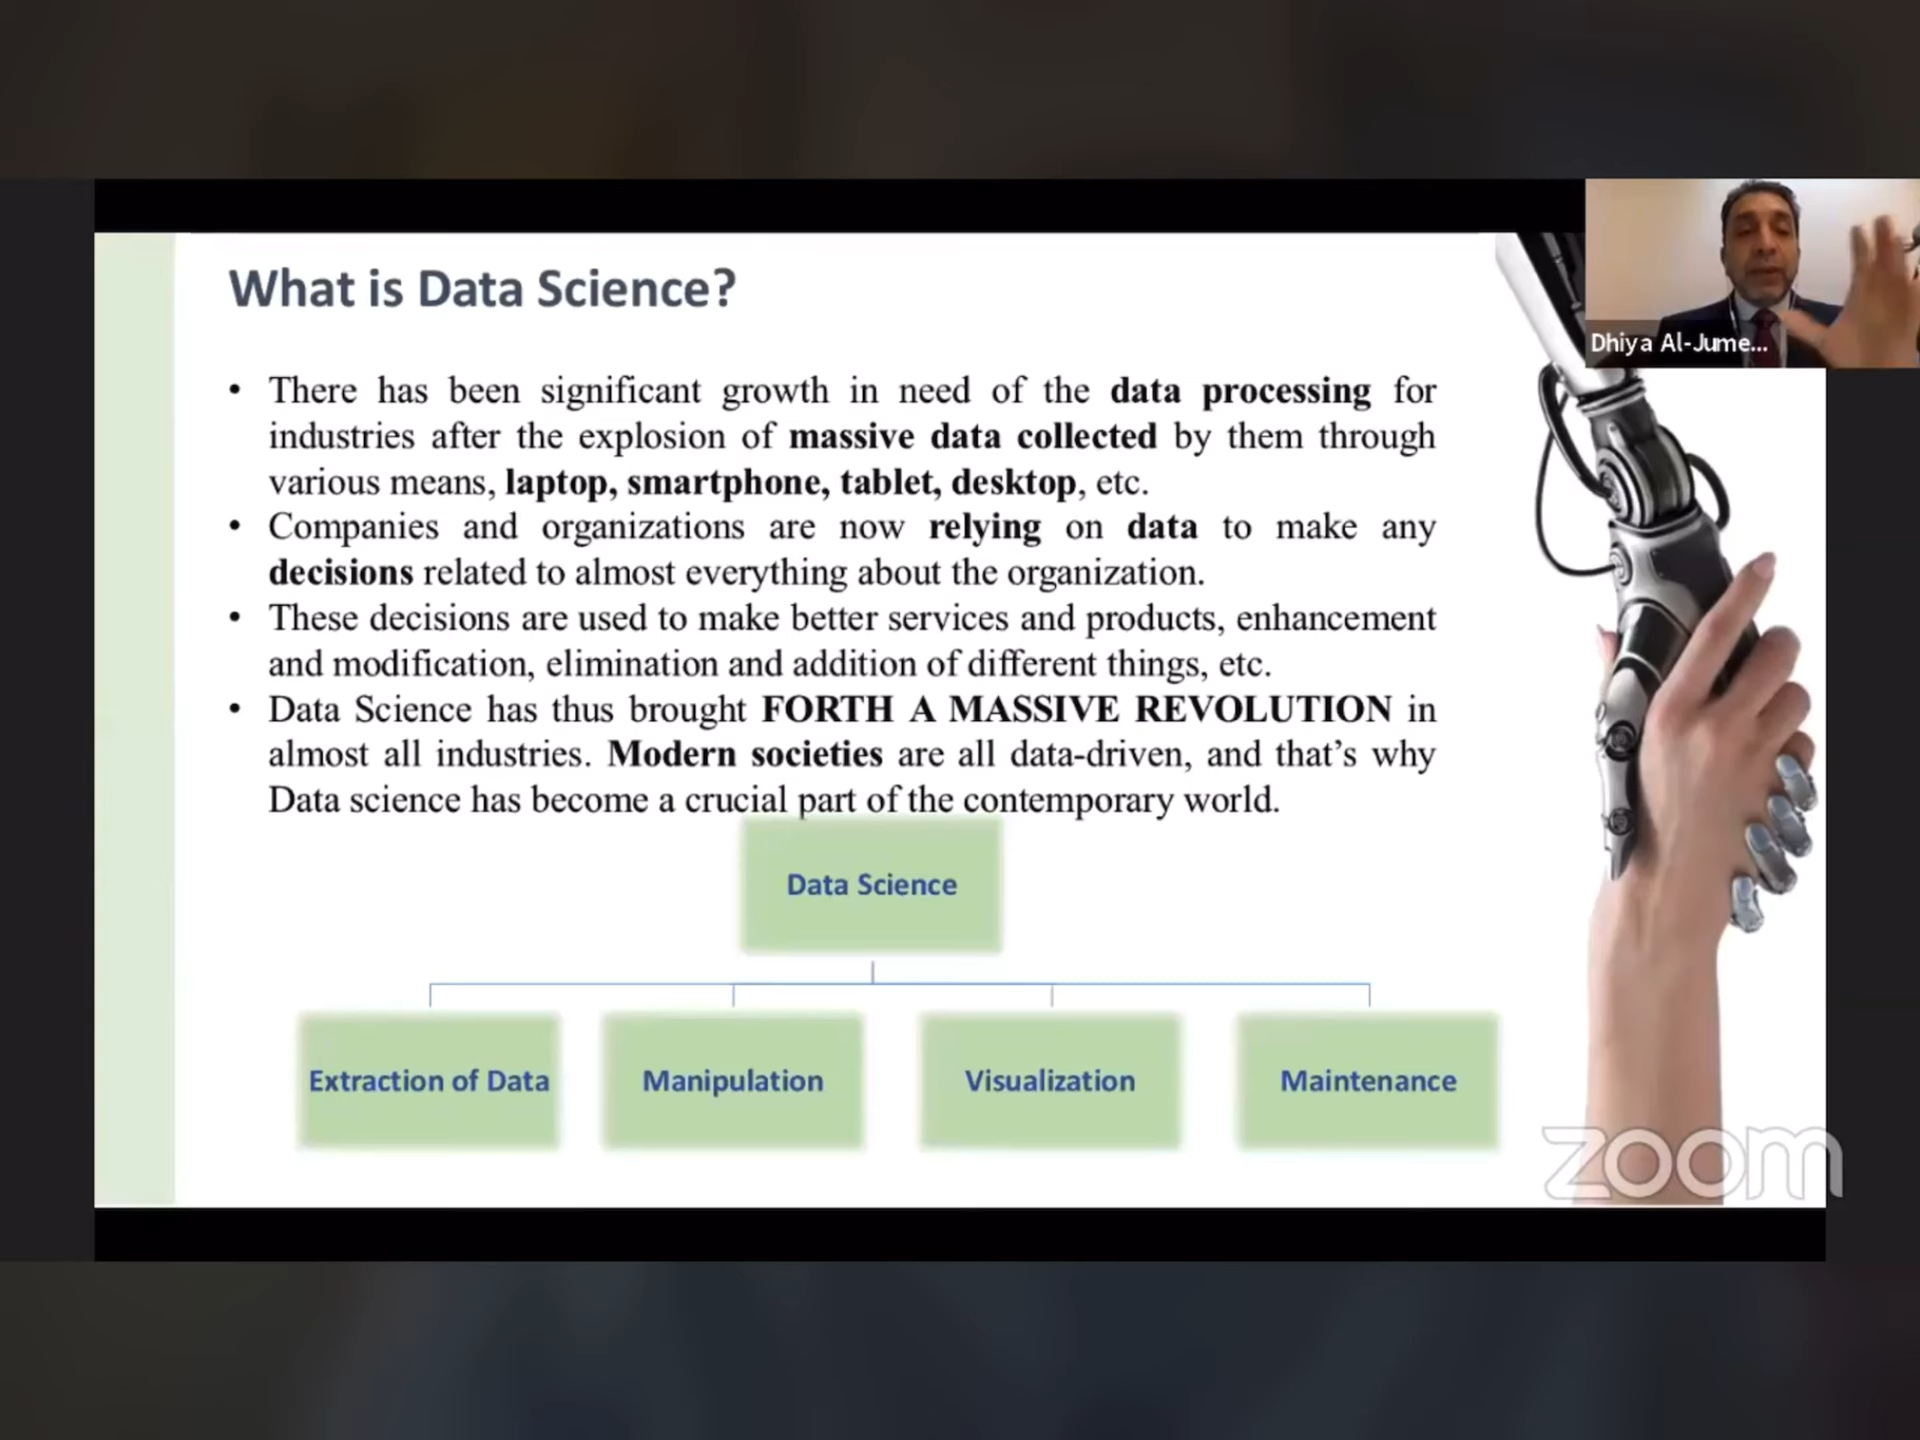 What is Data Science?
Dhiya Al-Jume...
• There has been significant growth in need of the data processing for
industries after the explosion of massive data collected by them through
various means, laptop, smartphone, tablet, desktop, etc.
• Companies and organizations are now relying on data to make any
decisions related to almost everything about the organization.
• These decisions are used to make better services and products, enhancement
and modification, elimination and addition of different things, etc.
• Data Science has thus brought FORTH A MASSIVE REVOLUTION in
almost all industries. Modern societies are all data-driven, and that’s why
Data science has become a crucial part of the contemporary world.
Data Science
Extraction of Data
Manipulation
Visualization
Maintenance
zoom